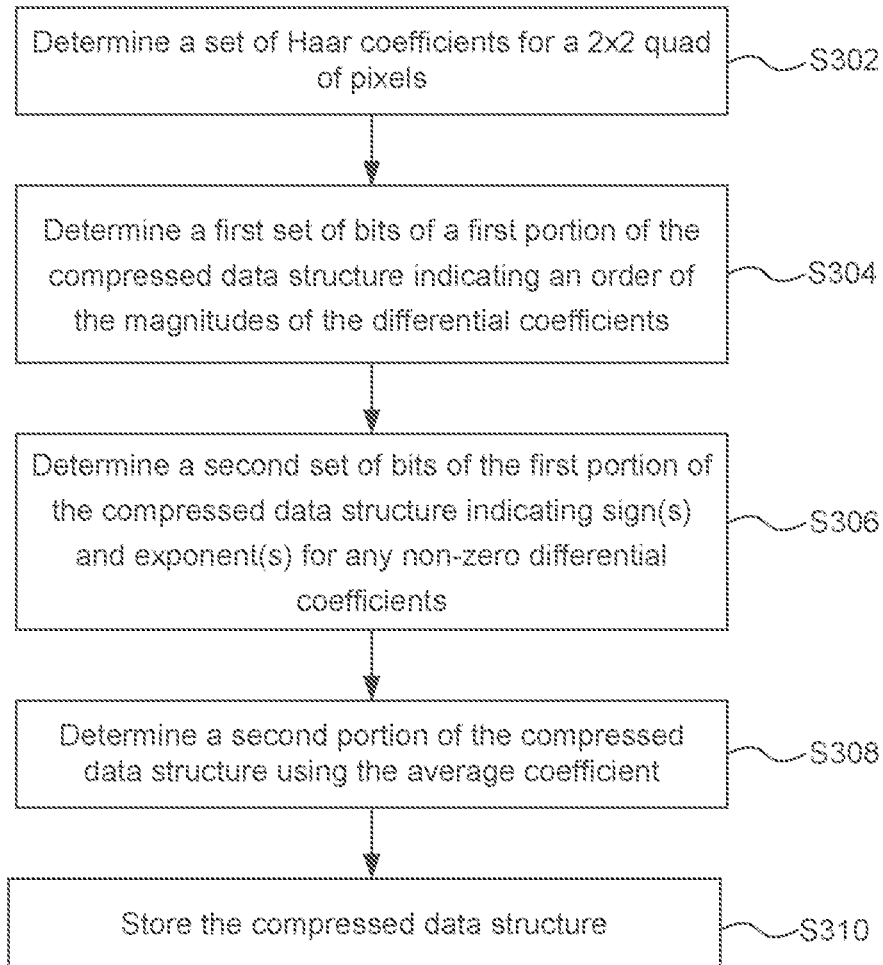 Determine a set of Haar coefficients for a 2x2 quad
of pixels
S302
Determine a first set of bits of a first portion of the
compressed data structure indicating an order of
the magnitudes of the differential coefficients
S304
Determine a second set of bits of the first portion of
the compressed data structure indicating sign(s)
and exponent(s) for any non-zero differential
coefficients
S306
Determine a second portion of the compressed
data structure using the average coefficient
S308
Store the compressed data structure
S310